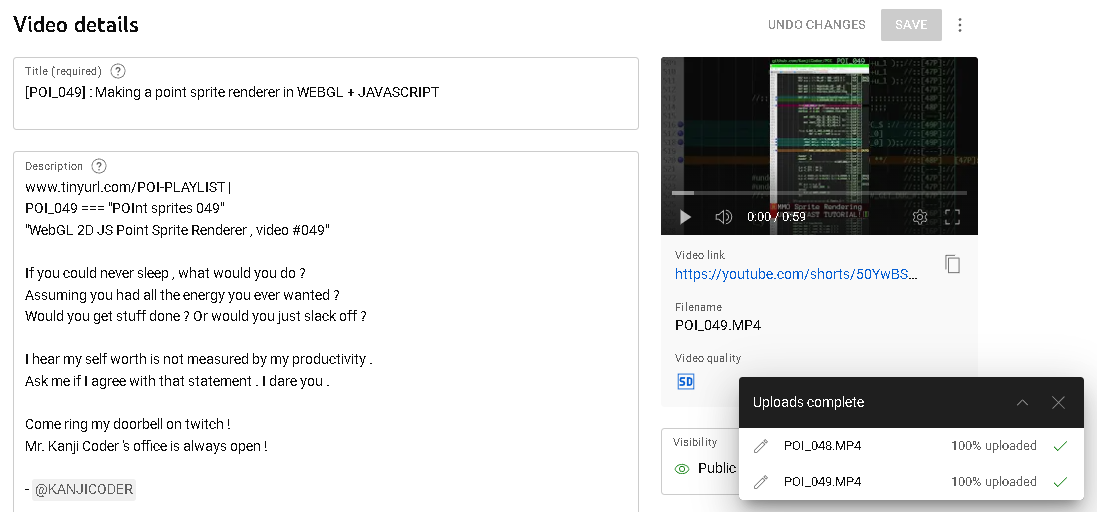 Video details
UNDO CHANGES
SAVE
Title (required)
[POI_049] : Making a point sprite renderer in WEBGL + JAVASCRIPT
Description
www.tinyurl.com/POI-PLAYLIST |
POI_049 === "POInt sprites 049"
"WebGL 2D JS Point Sprite Renderer , video #049"
If you could never sleep , what would you do ?
Assuming you had all the energy you ever wanted ?
Would you get stuff done ? Or would you just slack off ?
I hear my self worth is not measured by my productivity .
Ask me if I agree with that statement . I dare you .
Come ring my doorbell on twitch !
Mr. Kanji Coder 's office is always open !
- @KANJICODER
POI_049
MMO Sprite Rendering
0:00 / 0:59
Video link
https://youtube.com/shorts/50YwBS...
Filename
POI_049.MP4
Video quality
SD
Visibility
Public
Uploads complete
POI_048.MP4 100% uploaded
POI_049.MP4 100% uploaded